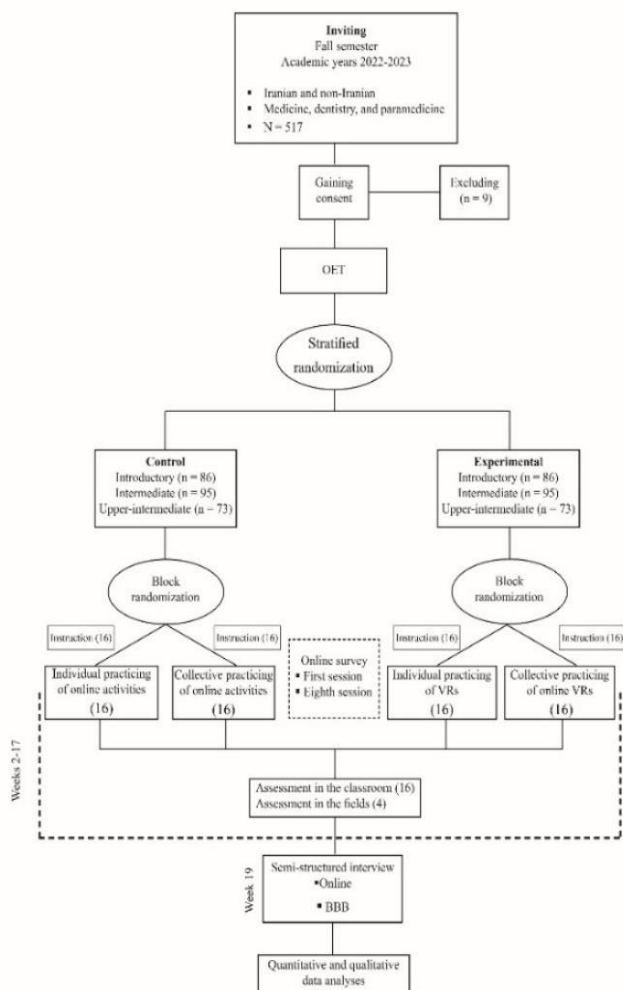 Inviting
Fall semester
Academic years 2022-2023
▪ Iranian and non-Iranian
▪ Medicine, dentistry, and paramedicine
▪ N = 517
Gaining
consent
Excluding
(n = 9)
OET
Stratified
randomization
Control
Introductory (n = 86)
Intermediate (n = 95)
Upper-intermediate (n = 73)
Experimental
Introductory (n = 86)
Intermediate (n = 95)
Upper-intermediate (n = 73)
Block
randomization
Block
randomization
Instruction (16)
Instruction (16)
Instruction (16)
Instruction (16)
Online survey
▪ First session
▪ Eighth session
Individual practicing
of online activities
(16)
Collective practicing
of online activities
(16)
Individual practicing
of VRs
(16)
Collective practicing
of online VRs
(16)
Weeks 2-17
Assessment in the classroom (16)
Assessment in the fields (4)
Week 19
Semi-structured interview
•Online
▪ BBB
Quantitative and qualitative
data analyses